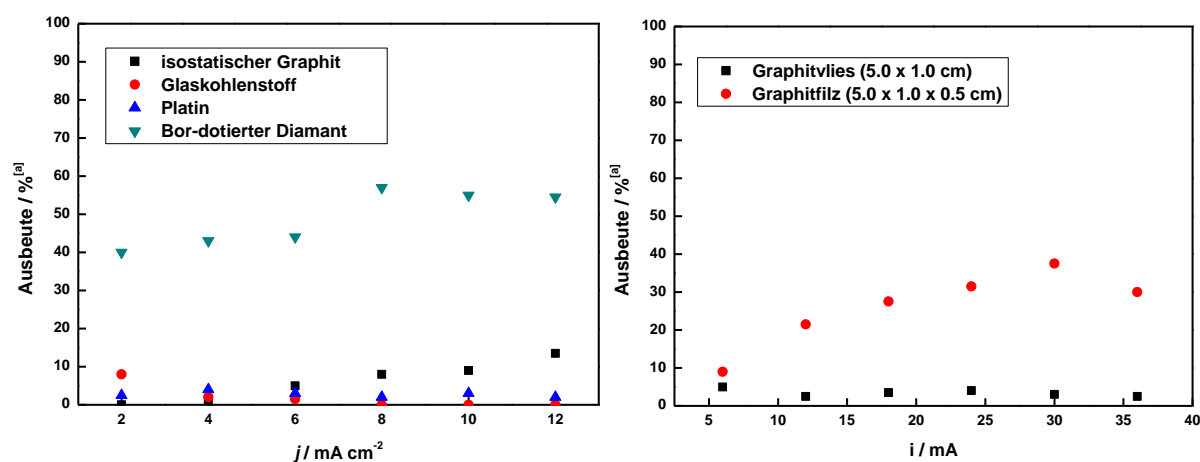 100
90
80
70
60
50
40
30
20
10
0
Ausbeute / %[a]
isostatischer Graphit
Glaskohlenstoff
Platin
Bor-dotierter Diamant
2 4 6 8 10 12
j / mA cm-2
100
90
80
70
60
50
40
30
20
10
0
Ausbeute / %[a]
Graphitvlies (5.0 x 1.0 cm)
Graphitfilz (5.0 x 1.0 x 0.5 cm)
5 10 15 20 25 30 35 40
i / mA